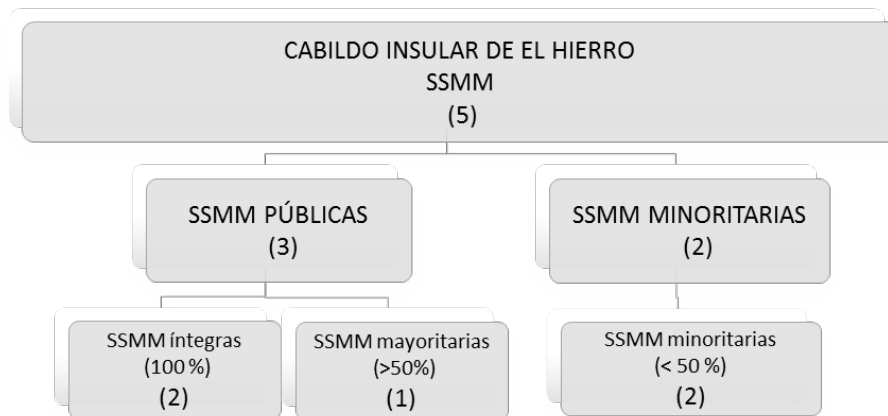 CABILDO INSULAR DE EL HIERRO
SSMM
(5)
SSMM PÚBLICAS
(3)
SSMM MINORITARIAS
(2)
SSMM íntegras
(100 %)
(2)
SSMM mayoritarias
(>50%)
(1)
SSMM minoritarias
(< 50 %)
(2)